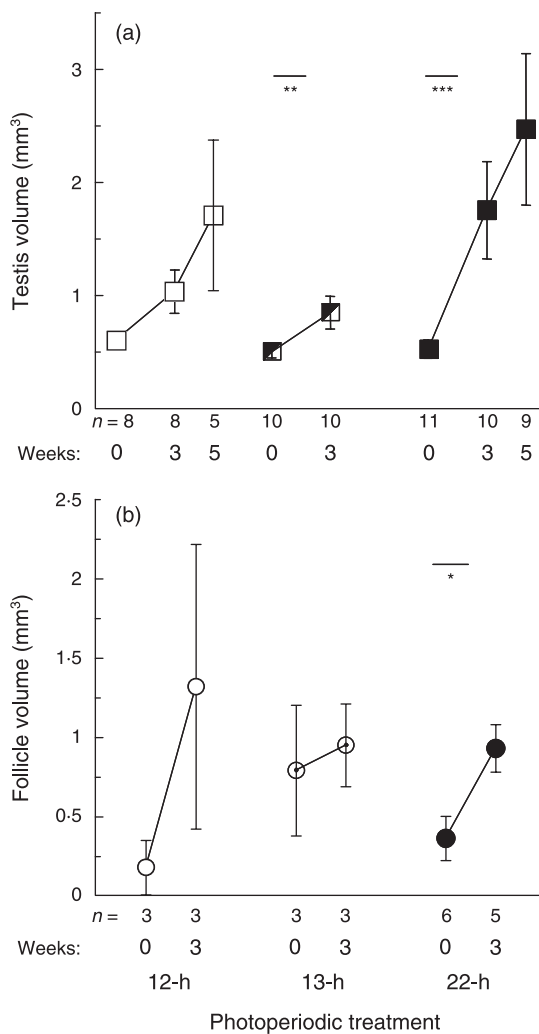 (a)
Testis volume (mm³)
3
2
1
0
**
***
n = 8 8 5 10 10 11 10 9
Weeks: 0 3 5 0 3 0 3 5
(b)
Follicle volume (mm³)
2·5
2
1·5
1
0·5
0
*
n = 3 3 3 3 6 5
Weeks: 0 3 0 3 0 3
12-h 13-h 22-h
Photoperiodic treatment